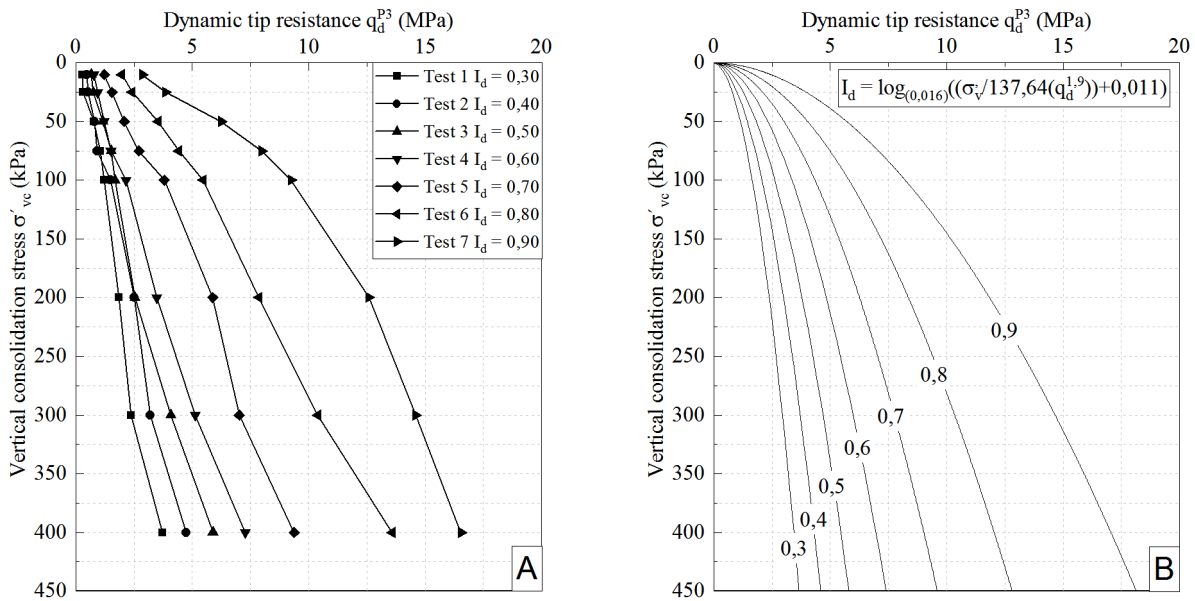 Dynamic tip resistance q_d^P3 (MPa)
0 5 10 15 20
Vertical consolidation stress σ´vc (kPa)
0
50
100
150
200
250
300
350
400
450
Test 1 I_d = 0,30
Test 2 I_d = 0,40
Test 3 I_d = 0,50
Test 4 I_d = 0,60
Test 5 I_d = 0,70
Test 6 I_d = 0,80
Test 7 I_d = 0,90
A
Dynamic tip resistance q_d^P3 (MPa)
0 5 10 15 20
Vertical consolidation stress σ´vc (kPa)
0
50
100
150
200
250
300
350
400
450
I_d = log_(0,016)((σ_v´/137,64(q_d^1,9))+0,011)
0,9
0,8
0,7
0,6
0,5
0,4
0,3
B